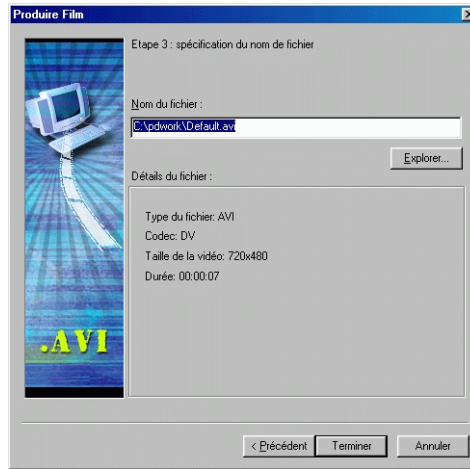 Produire Film
Etape 3 : spécification du nom de fichier
Nom du fichier :
C:\pdwork\Default.avi
Explorer...
Détails du fichier :
Type du fichier: AVI
Codec: DV
Taille de la vidéo: 720x480
Durée: 00:00:07
.AVI
< Précédent
Terminer
Annuler